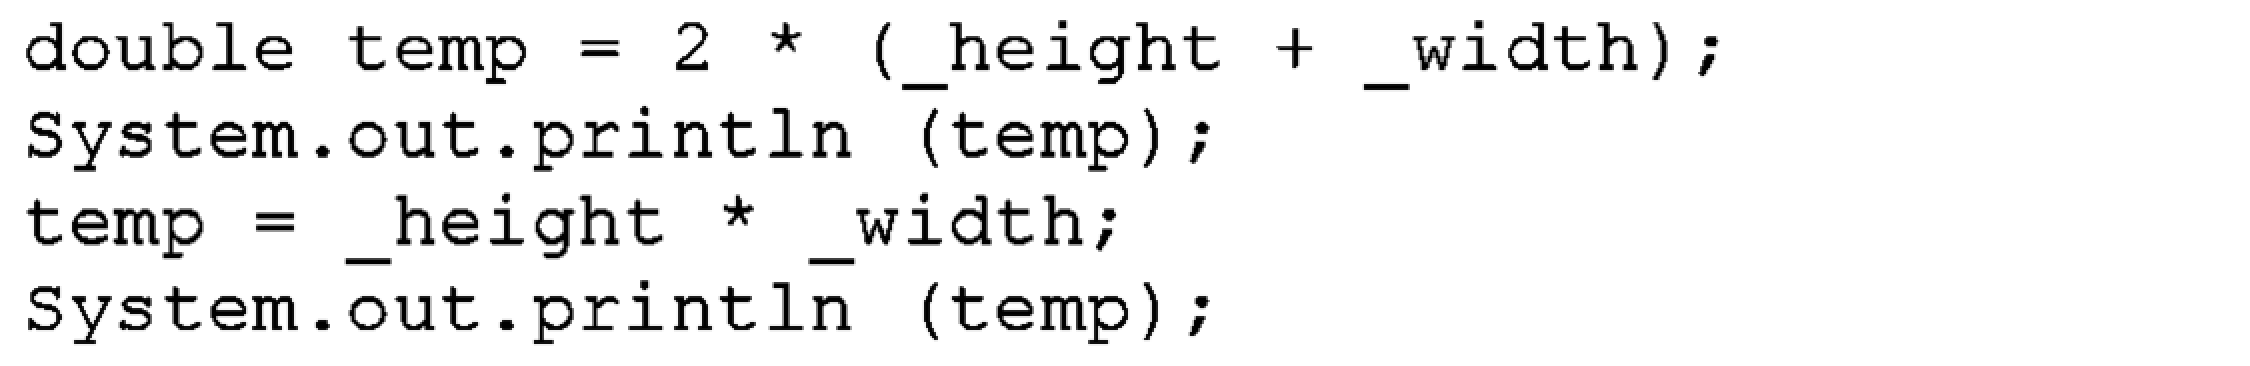 double temp = 2 * (_height + _width);
System.out.println (temp);
temp = _height * _width;
System.out.println (temp);